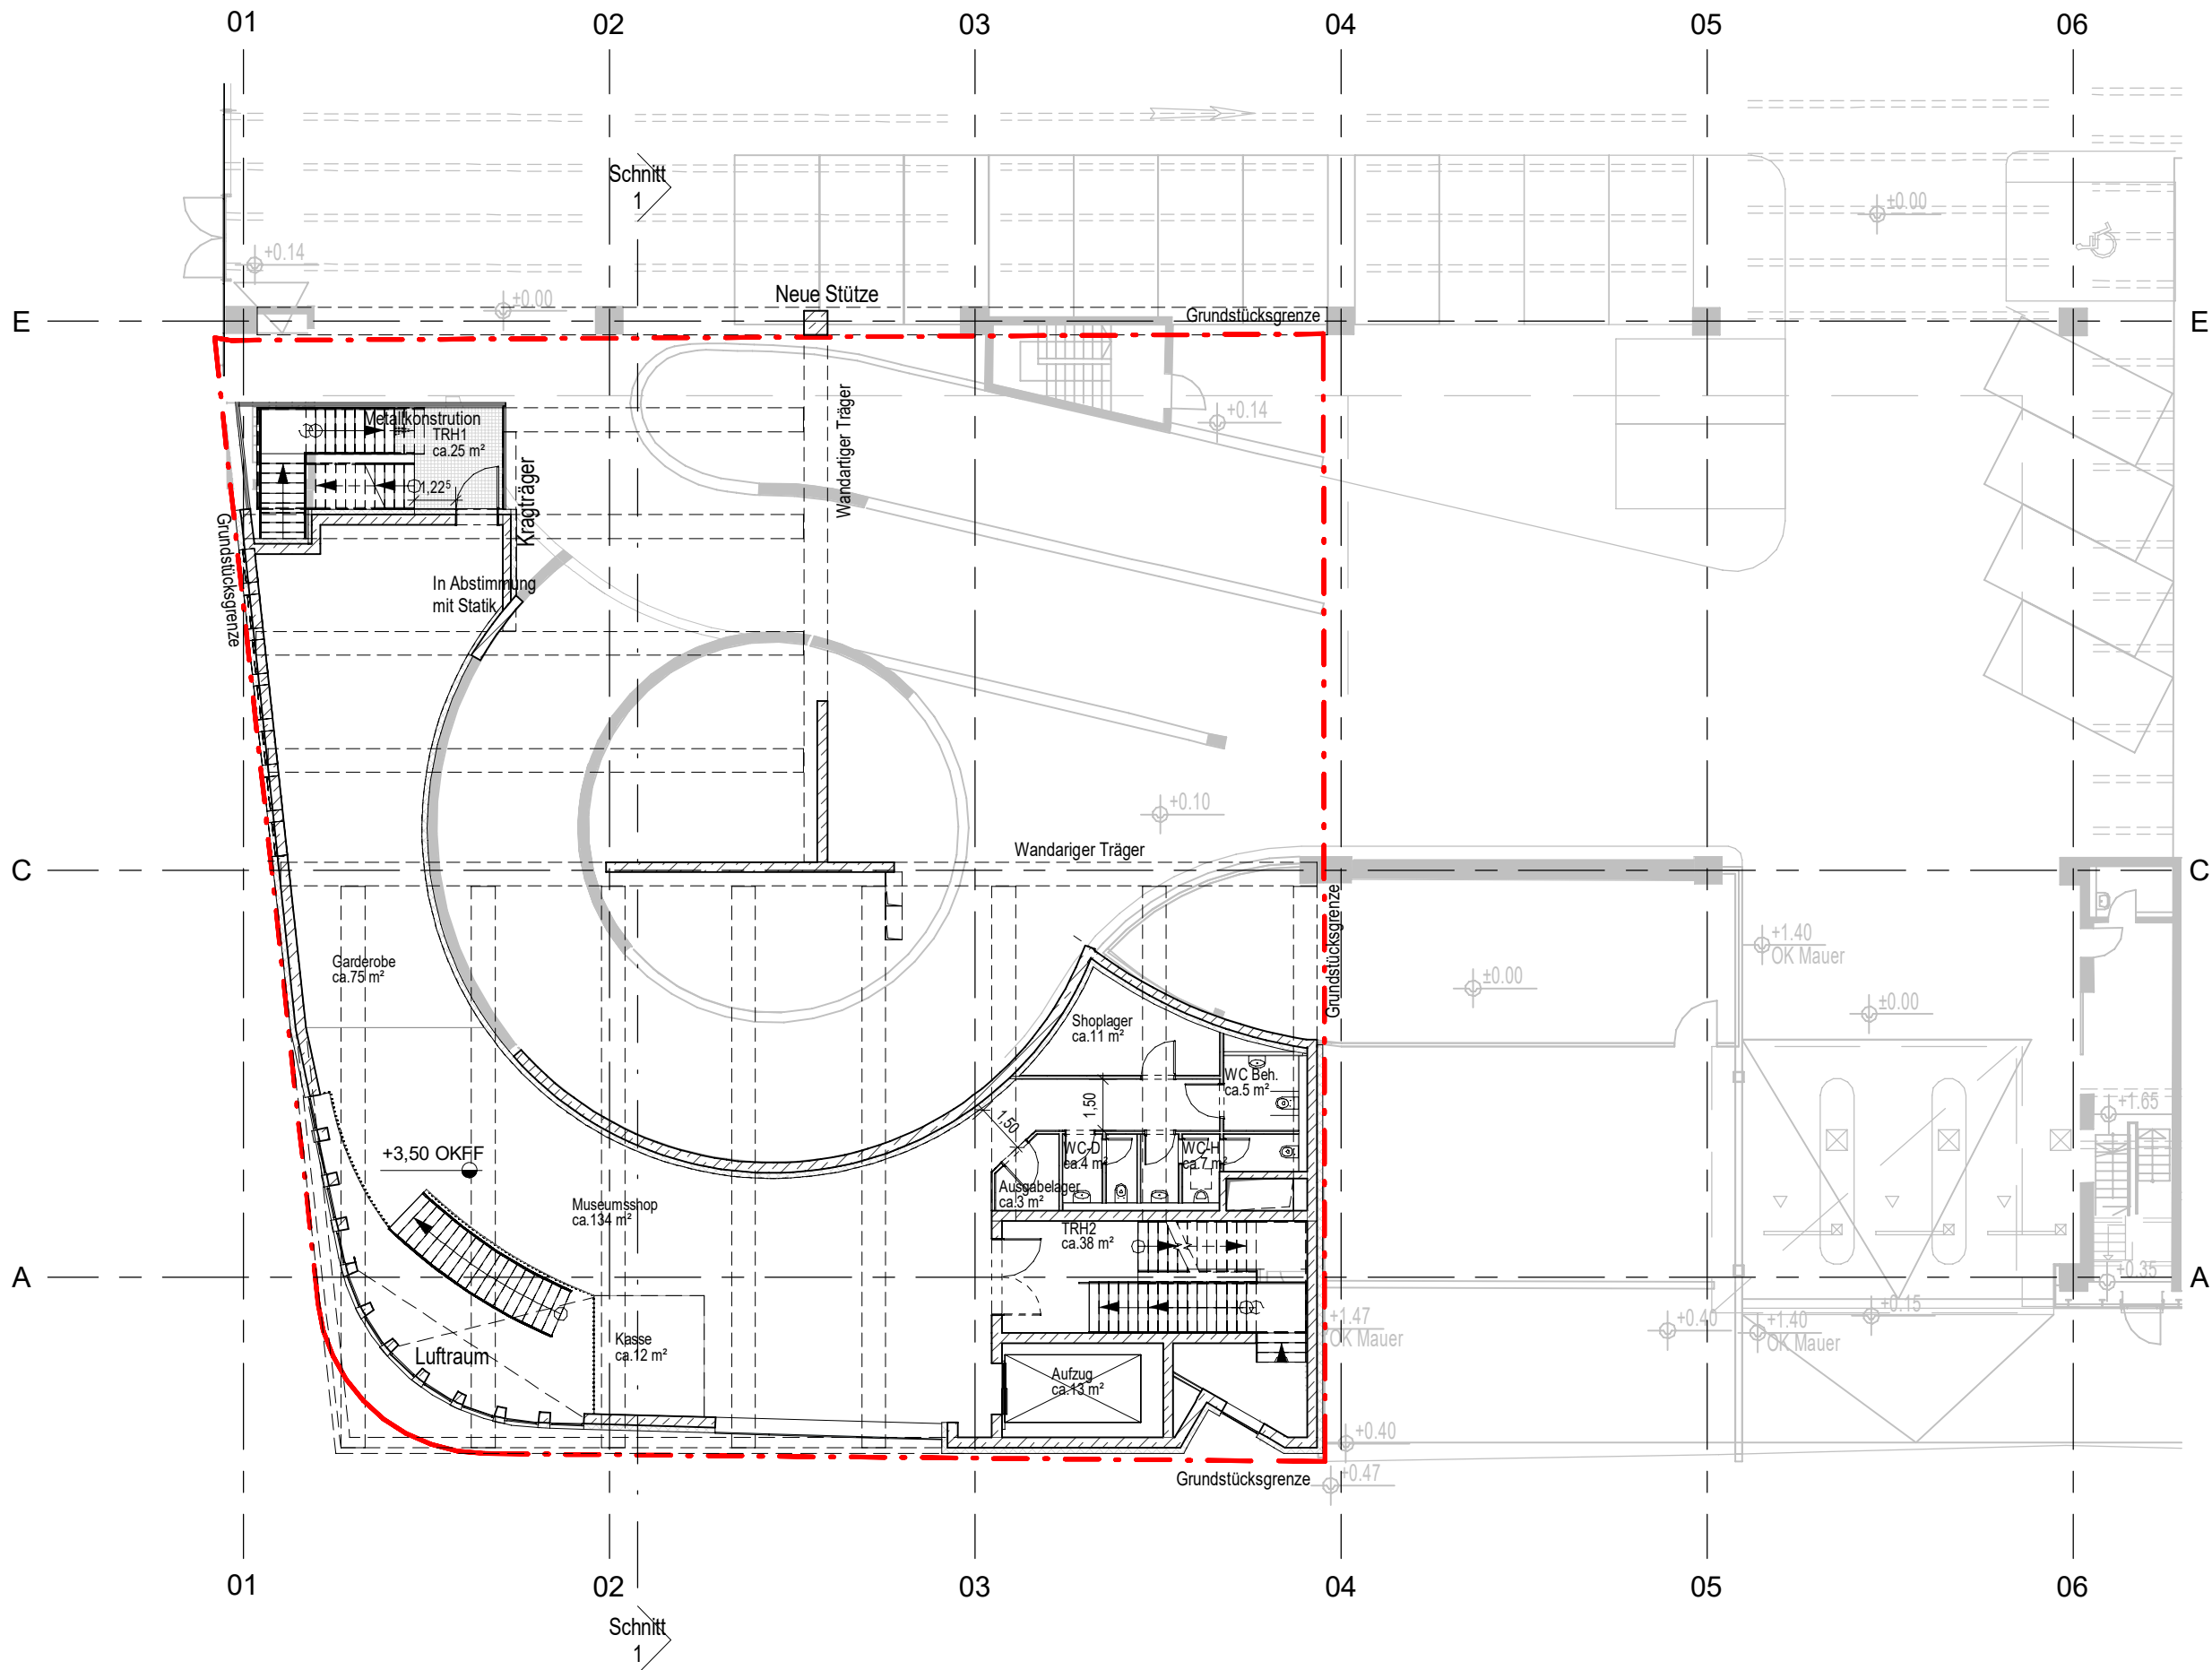 01
02
03
04
05
06
Schnitt
1
±0.00
+0.14
±0.00
Neue Stütze
Grundstücksgrenze
E
E
Metallkonstrution
TRH1
ca.25 m²
1,22⁵
Kragträger
Wandartiger Träger
+0.14
Grundstücksgrenze
In Abstimmung
mit Statik
+0.10
Wandariger Träger
C
C
Grundstücksgrenze
+1.40
OK Mauer
±0.00
±0.00
Garderobe
ca.75 m²
Shoplager
ca.11 m²
WC Beh.
ca.5 m²
1,50
1,50
+1.65
WC-D
ca.4 m²
WC-H
ca.7 m²
+3,50 OKFF
Ausgabelager
ca.3 m²
Museumsshop
ca.134 m²
TRH2
ca.38 m²
A
A
+0.35
+0.15
+1.47
OK Mauer
+0.40
+1.40
OK Mauer
Kasse
ca.12 m²
Luftraum
Aufzug
ca.13 m²
+0.40
+0.47
Grundstücksgrenze
01
02
03
04
05
06
Schnitt
1